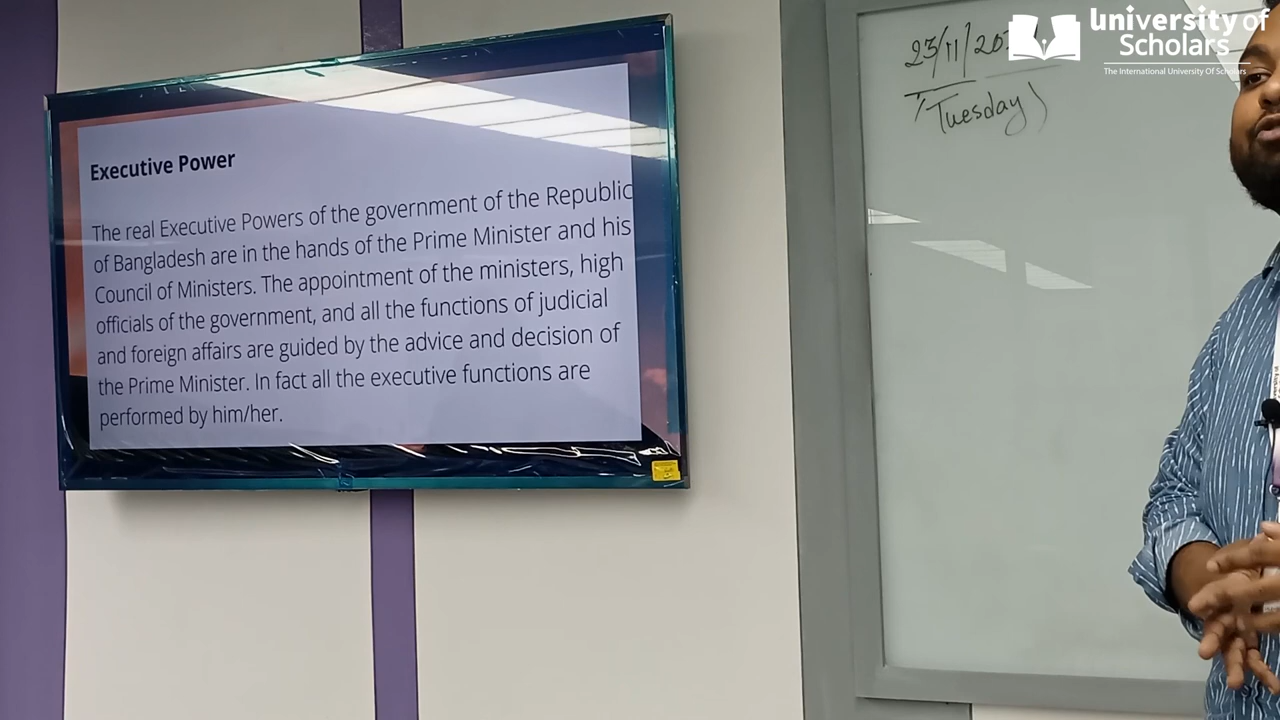 Executive Power
The real Executive Powers of the government of the Republic
of Bangladesh are in the hands of the Prime Minister and his
Council of Ministers. The appointment of the ministers, high
officials of the government, and all the functions of judicial
and foreign affairs are guided by the advice and decision of
the Prime Minister. In fact all the executive functions are
performed by him/her.
23/11/20
(Tuesday)
university of
Scholars
The International University Of Scholars